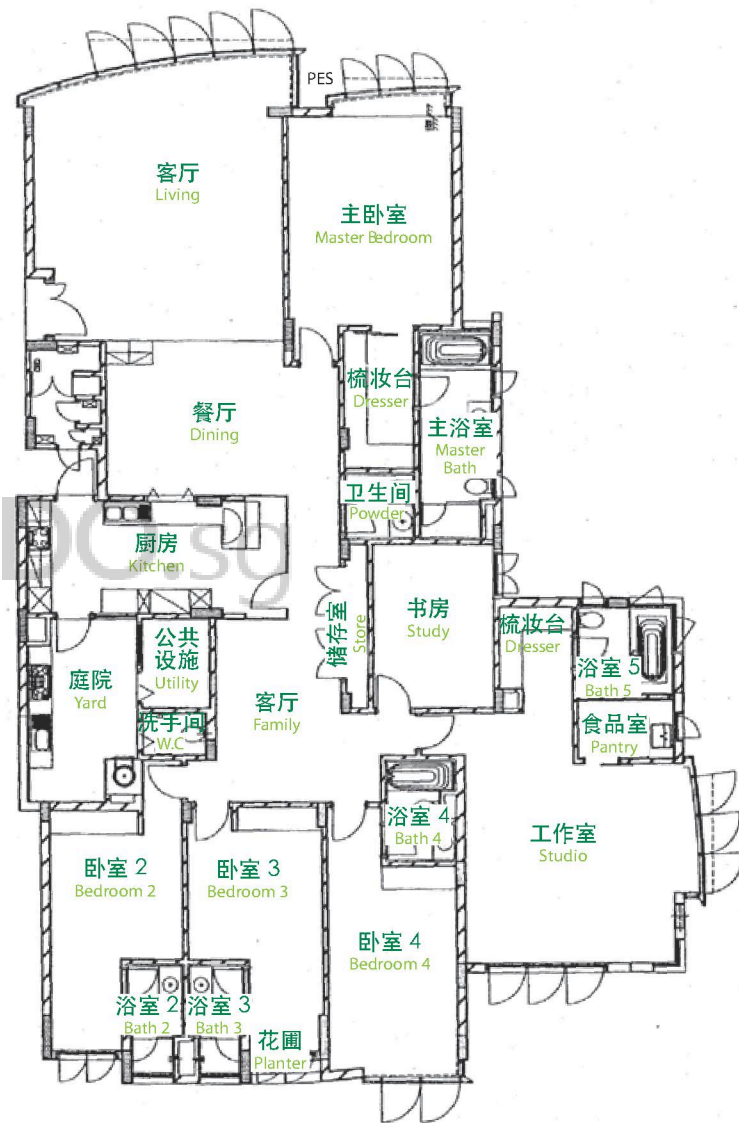 PES
客厅
Living
主卧室
Master Bedroom
梳妆台
Dresser
餐厅
Dining
主浴室
Master
Bath
卫生间
Powder
DO.sg
厨房
Kitchen
储存室
Store
书房
Study
梳妆台
Dresser
公共
设施
Utility
浴室 5
Bath 5
庭院
Yard
客厅
Family
洗手间
W.C
食品室
Pantry
浴室 4
Bath 4
工作室
Studio
卧室 2
Bedroom 2
卧室 3
Bedroom 3
卧室 4
Bedroom 4
浴室 2
Bath 2
浴室 3
Bath 3
花圃
Planter